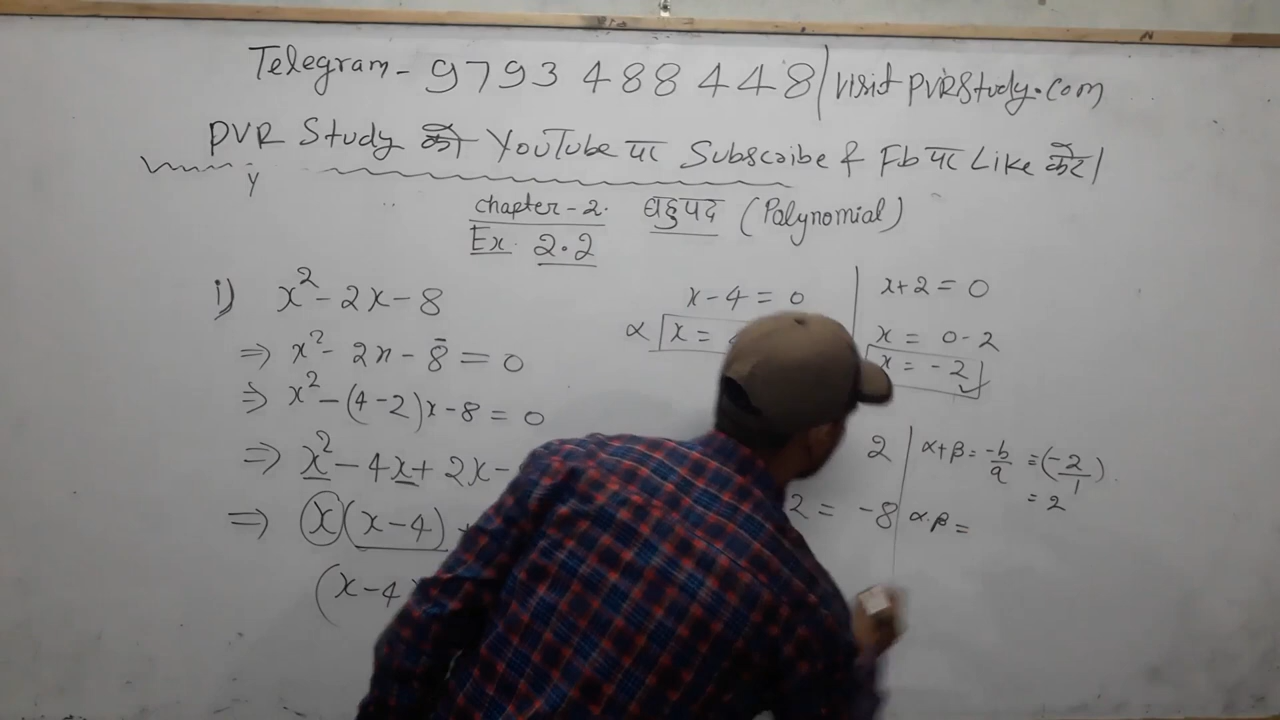 Telegram - 9793 488 448 / visit PVRStudy.com
PVR Study को YouTube पर Subscribe & Fb पर Like करें।
y
Chapter-2. बहुपद (Polynomial)
Ex. 2.2
i) x² - 2x - 8
⇒ x² - 2x - 8 = 0
⇒ x² - (4-2)x - 8 = 0
⇒ x² - 4x + 2x -
⇒ x(x-4)
(x-4
x - 4 = 0
α x =
x + 2 = 0
x = 0 - 2
x = -2
2
2 = -8
α+β = -b/a = (-2/1)
= 2
α.β =